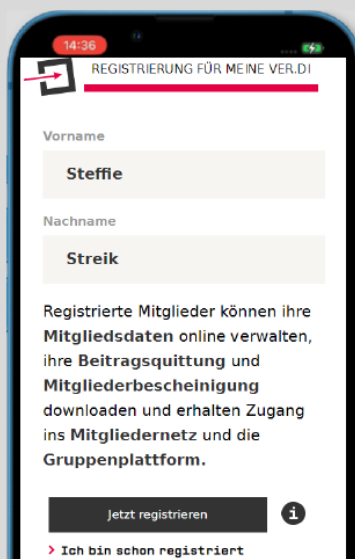 14:36
REGISTRIERUNG FÜR MEINE VER.DI
Vorname
Steffie
Nachname
Streik
Registrierte Mitglieder können ihre
Mitgliedsdaten online verwalten,
ihre Beitragsquittung und
Mitgliederbescheinigung
downloaden und erhalten Zugang
ins Mitgliedernetz und die
Gruppenplattform.
Jetzt registrieren
i
> Ich bin schon registriert